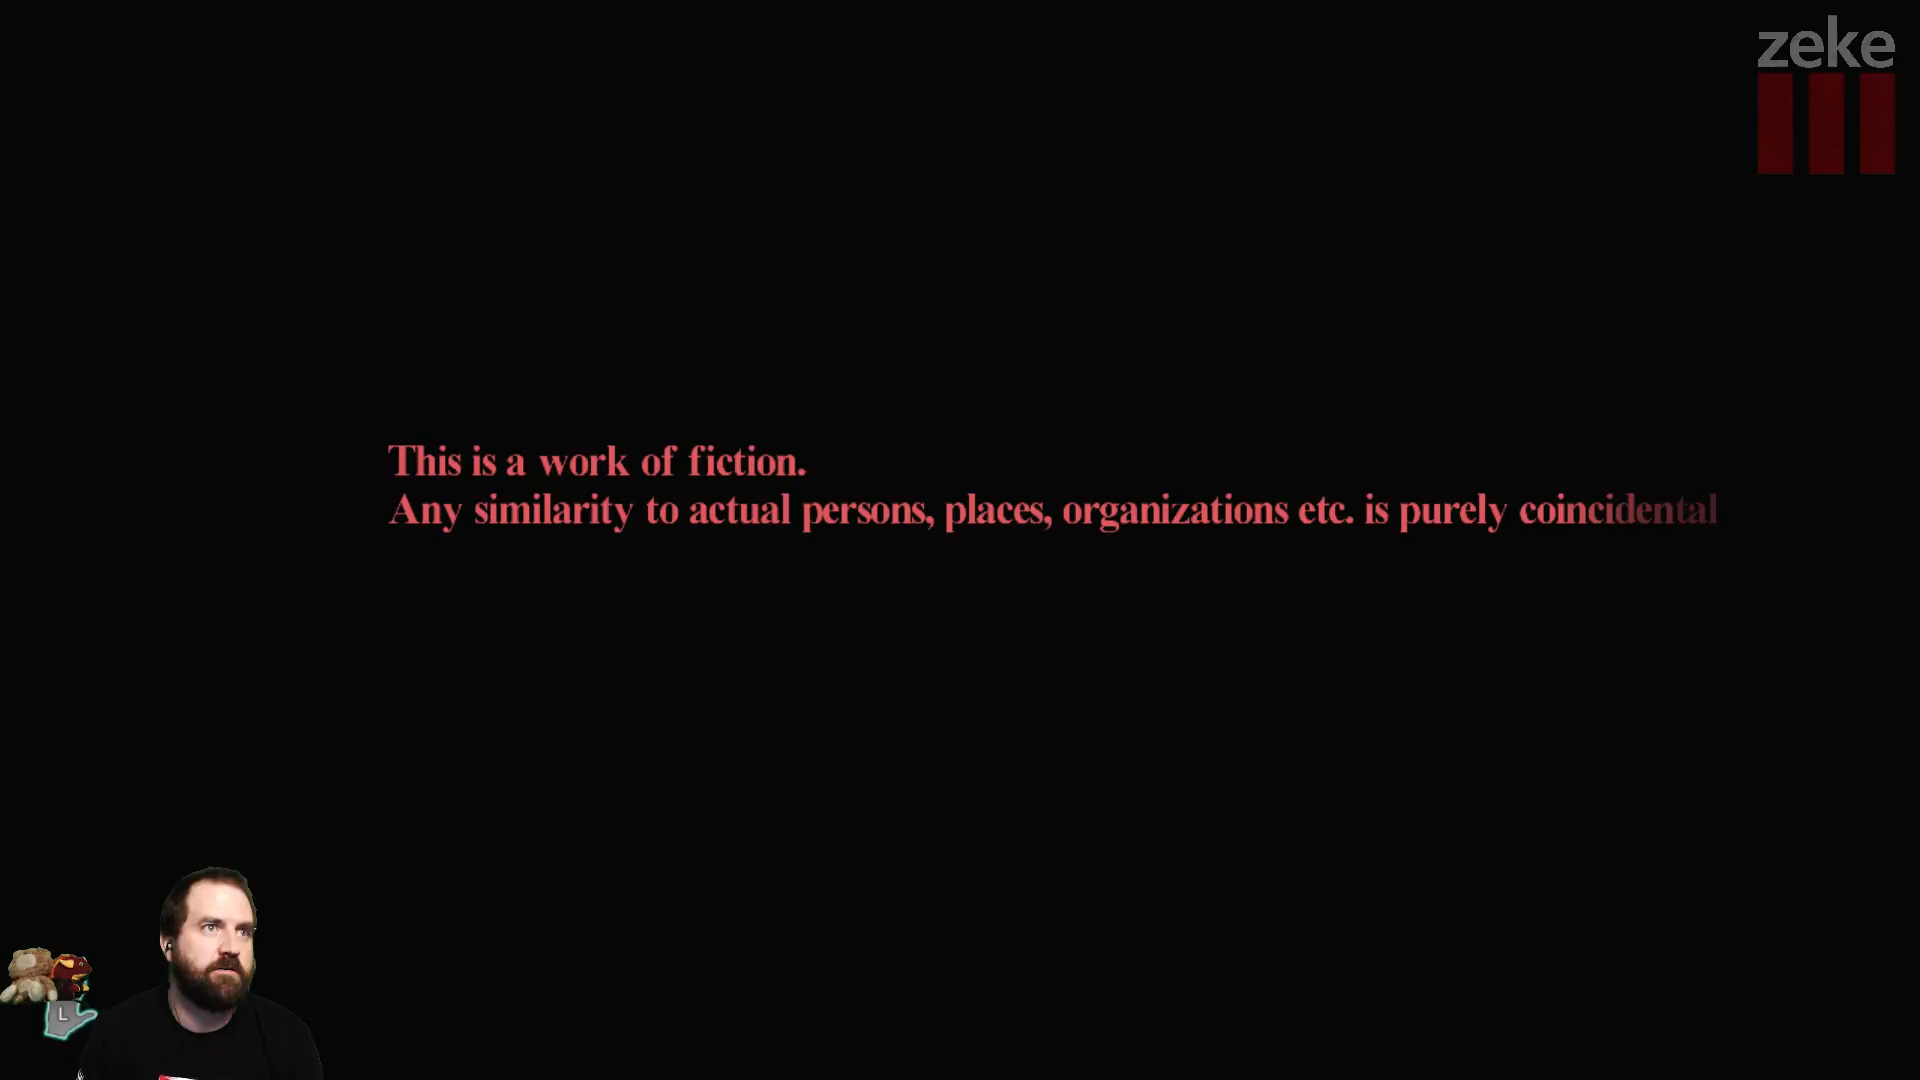 zeke
This is a work of fiction.
Any similarity to actual persons, places, organizations etc. is purely coincidental
L